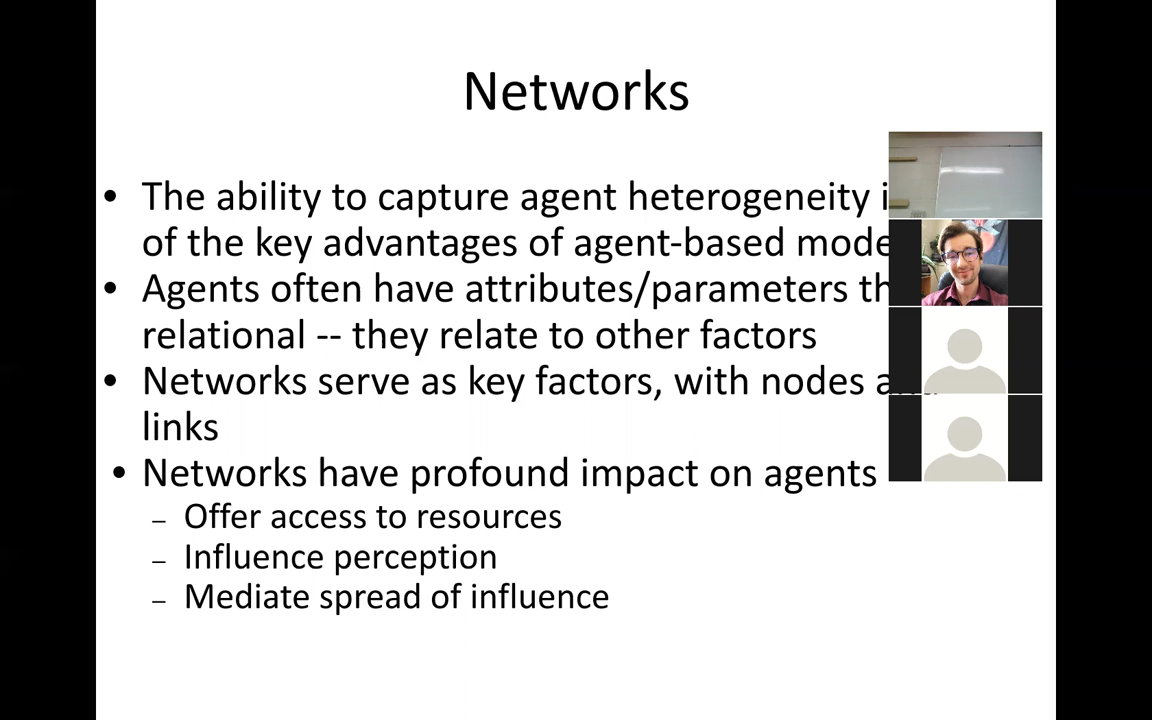 Networks
• The ability to capture agent heterogeneity
of the key advantages of agent-based
• Agents often have attributes/parameters
relational -- they relate to other factors
• Networks serve as key factors, with nodes
links
• Networks have profound impact on agents
– Offer access to resources
– Influence perception
– Mediate spread of influence